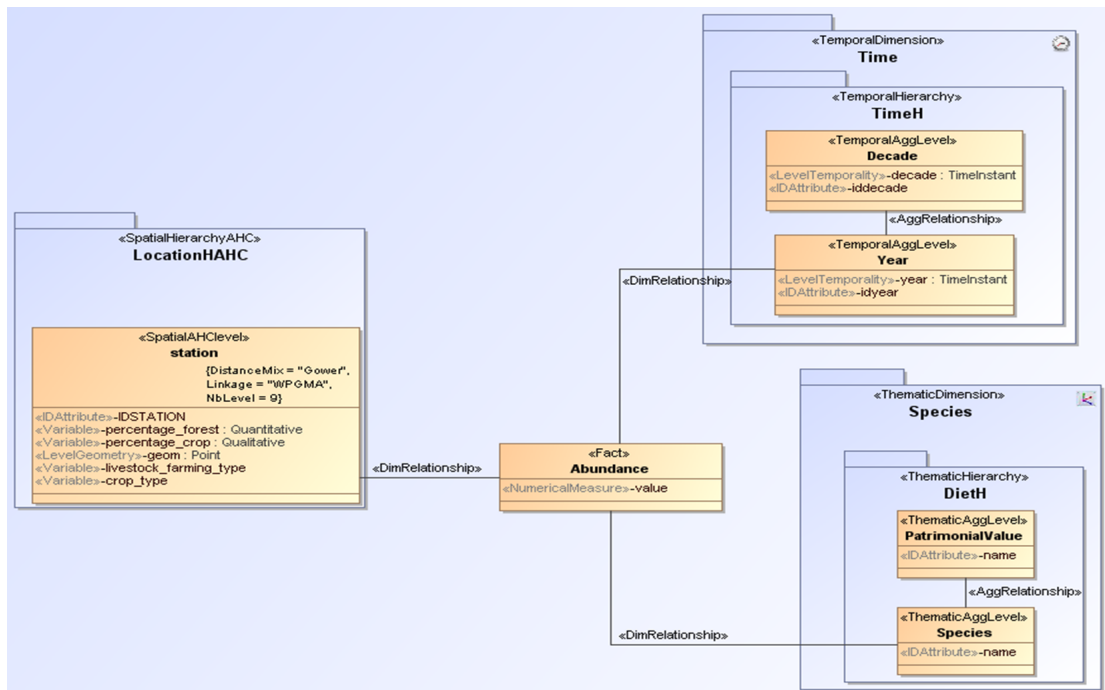 «TemporalDimension»
Time
«TemporalHierarchy»
TimeH
«TemporalAggLevel»
Decade
«LevelTemporality»-decade : TimeInstant
«IDAttribute»-iddecade
«AggRelationship»
«TemporalAggLevel»
Year
«LevelTemporality»-year : TimeInstant
«IDAttribute»-idyear
«DimRelationship»
«SpatialHierarchyAHC»
LocationHAHC
«SpatialAHClevel»
station
{DistanceMix = "Gower",
Linkage = "WPGMA",
NbLevel = 9}
«IDAttribute»-IDSTATION
«Variable»-percentage_forest : Quantitative
«Variable»-percentage_crop : Qualitative
«LevelGeometry»-geom : Point
«Variable»-livestock_farming_type
«Variable»-crop_type
«DimRelationship»
«Fact»
Abundance
«NumericalMeasure»-value
«DimRelationship»
«ThematicDimension»
Species
«ThematicHierarchy»
DietH
«ThematicAggLevel»
PatrimonialValue
«IDAttribute»-name
«AggRelationship»
«ThematicAggLevel»
Species
«IDAttribute»-name